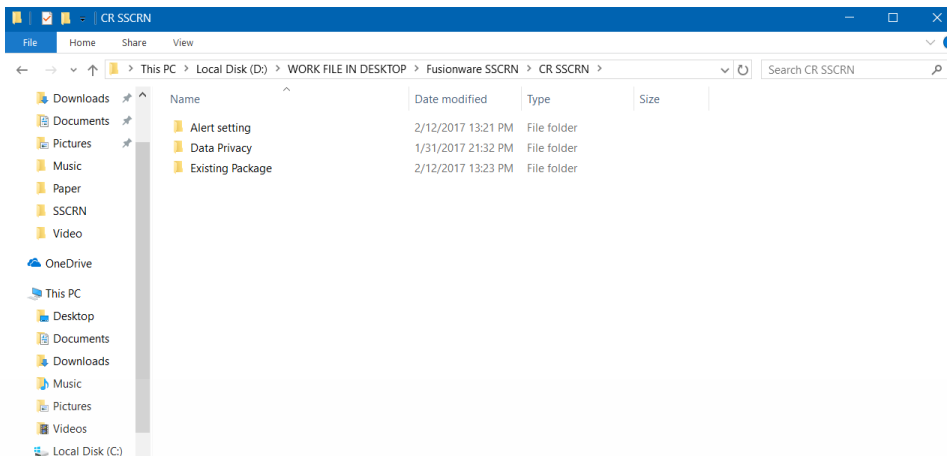 CR SSCRN
File Home Share View
This PC > Local Disk (D:) > WORK FILE IN DESKTOP > Fusionware SSCRN > CR SSCRN >
Search CR SSCRN
Name Date modified Type Size
Alert setting 2/12/2017 13:21 PM File folder
Data Privacy 1/31/2017 21:32 PM File folder
Existing Package 2/12/2017 13:23 PM File folder
Downloads
Documents
Pictures
Music
Paper
SSCRN
Video
OneDrive
This PC
Desktop
Documents
Downloads
Music
Pictures
Videos
Local Disk (C:)